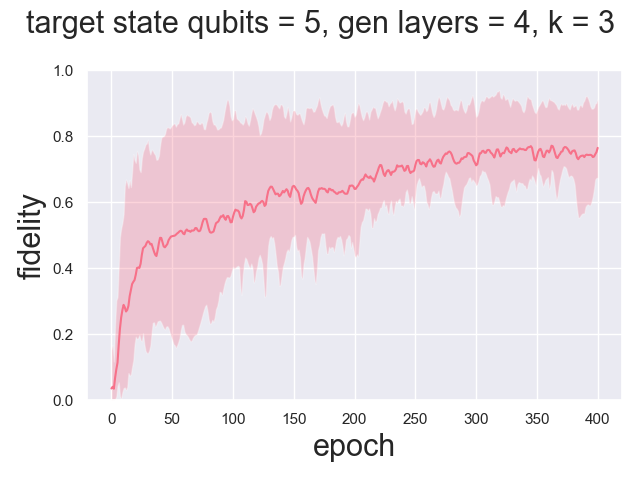 target state qubits = 5, gen layers = 4, k = 3
1.0
0.8
0.6
0.4
0.2
0.0
fidelity
0 50 100 150 200 250 300 350 400
epoch